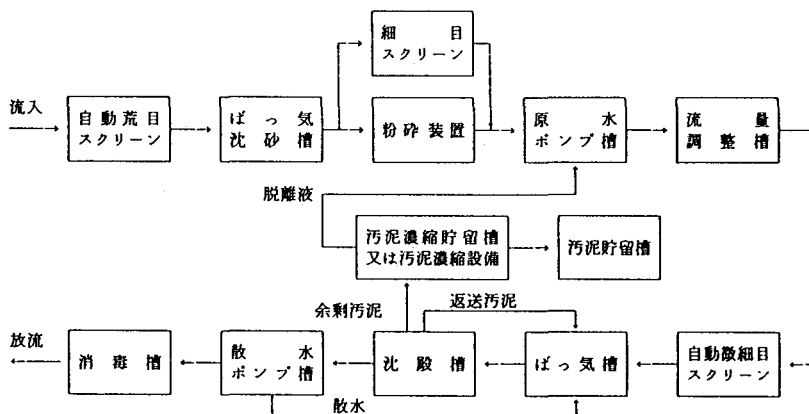 細目
スクリーン
流入
自動荒目
スクリーン
ばっ気
沈砂槽
粉砕装置
原水
ポンプ槽
流量
調整槽
脱離液
汚泥濃縮貯留槽
又は汚泥濃縮設備
汚泥貯留槽
余剰汚泥
返送汚泥
放流
消毒槽
散水
ポンプ槽
沈殿槽
ばっ気槽
自動微細目
スクリーン
散水